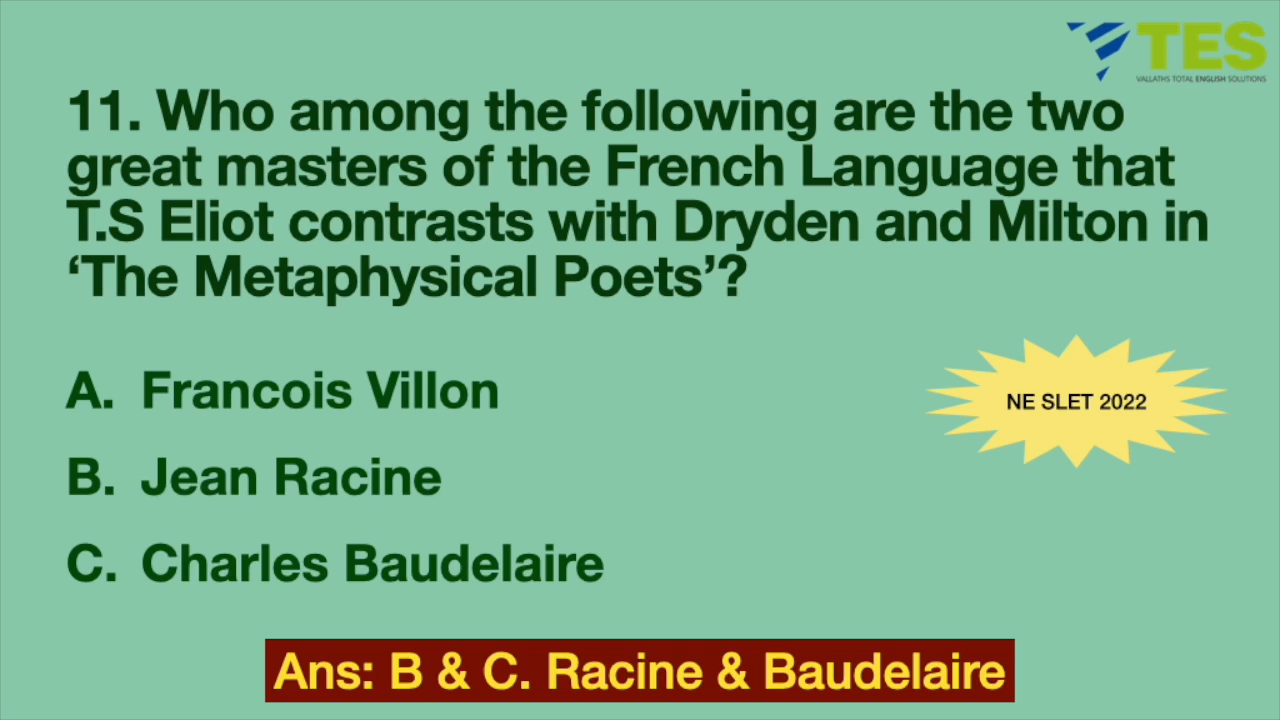 TES
VALLATHS TOTAL ENGLISH SOLUTIONS
11. Who among the following are the two
great masters of the French Language that
T.S Eliot contrasts with Dryden and Milton in
‘The Metaphysical Poets’?
A. Francois Villon
NE SLET 2022
B. Jean Racine
C. Charles Baudelaire
Ans: B & C. Racine & Baudelaire